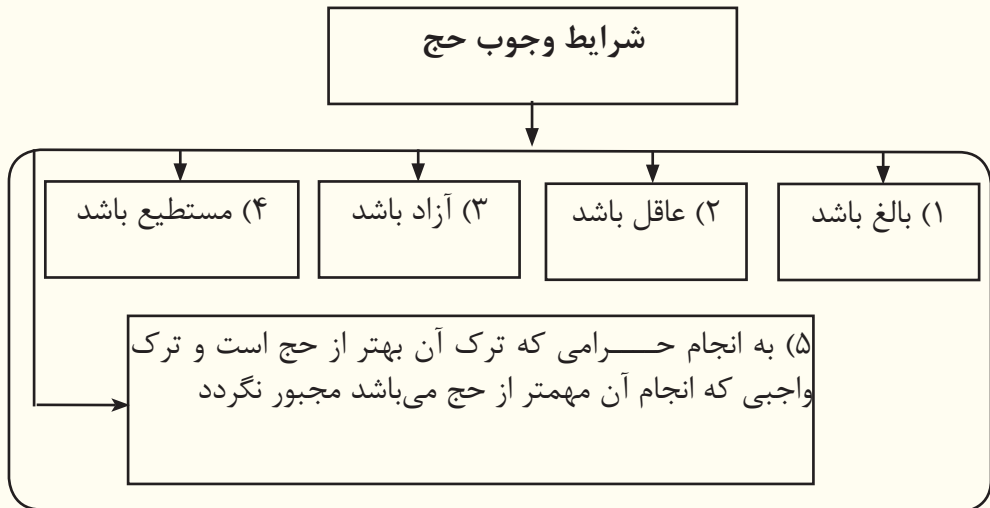 شرایط وجوب حج
۱) بالغ باشد
۲) عاقل باشد
۳) آزاد باشد
۴) مستطیع باشد
۵) به انجام حـــرامی که ترک آن بهتر از حج است و ترک
واجبی که انجام آن مهمتر از حج می‌باشد مجبور نگردد